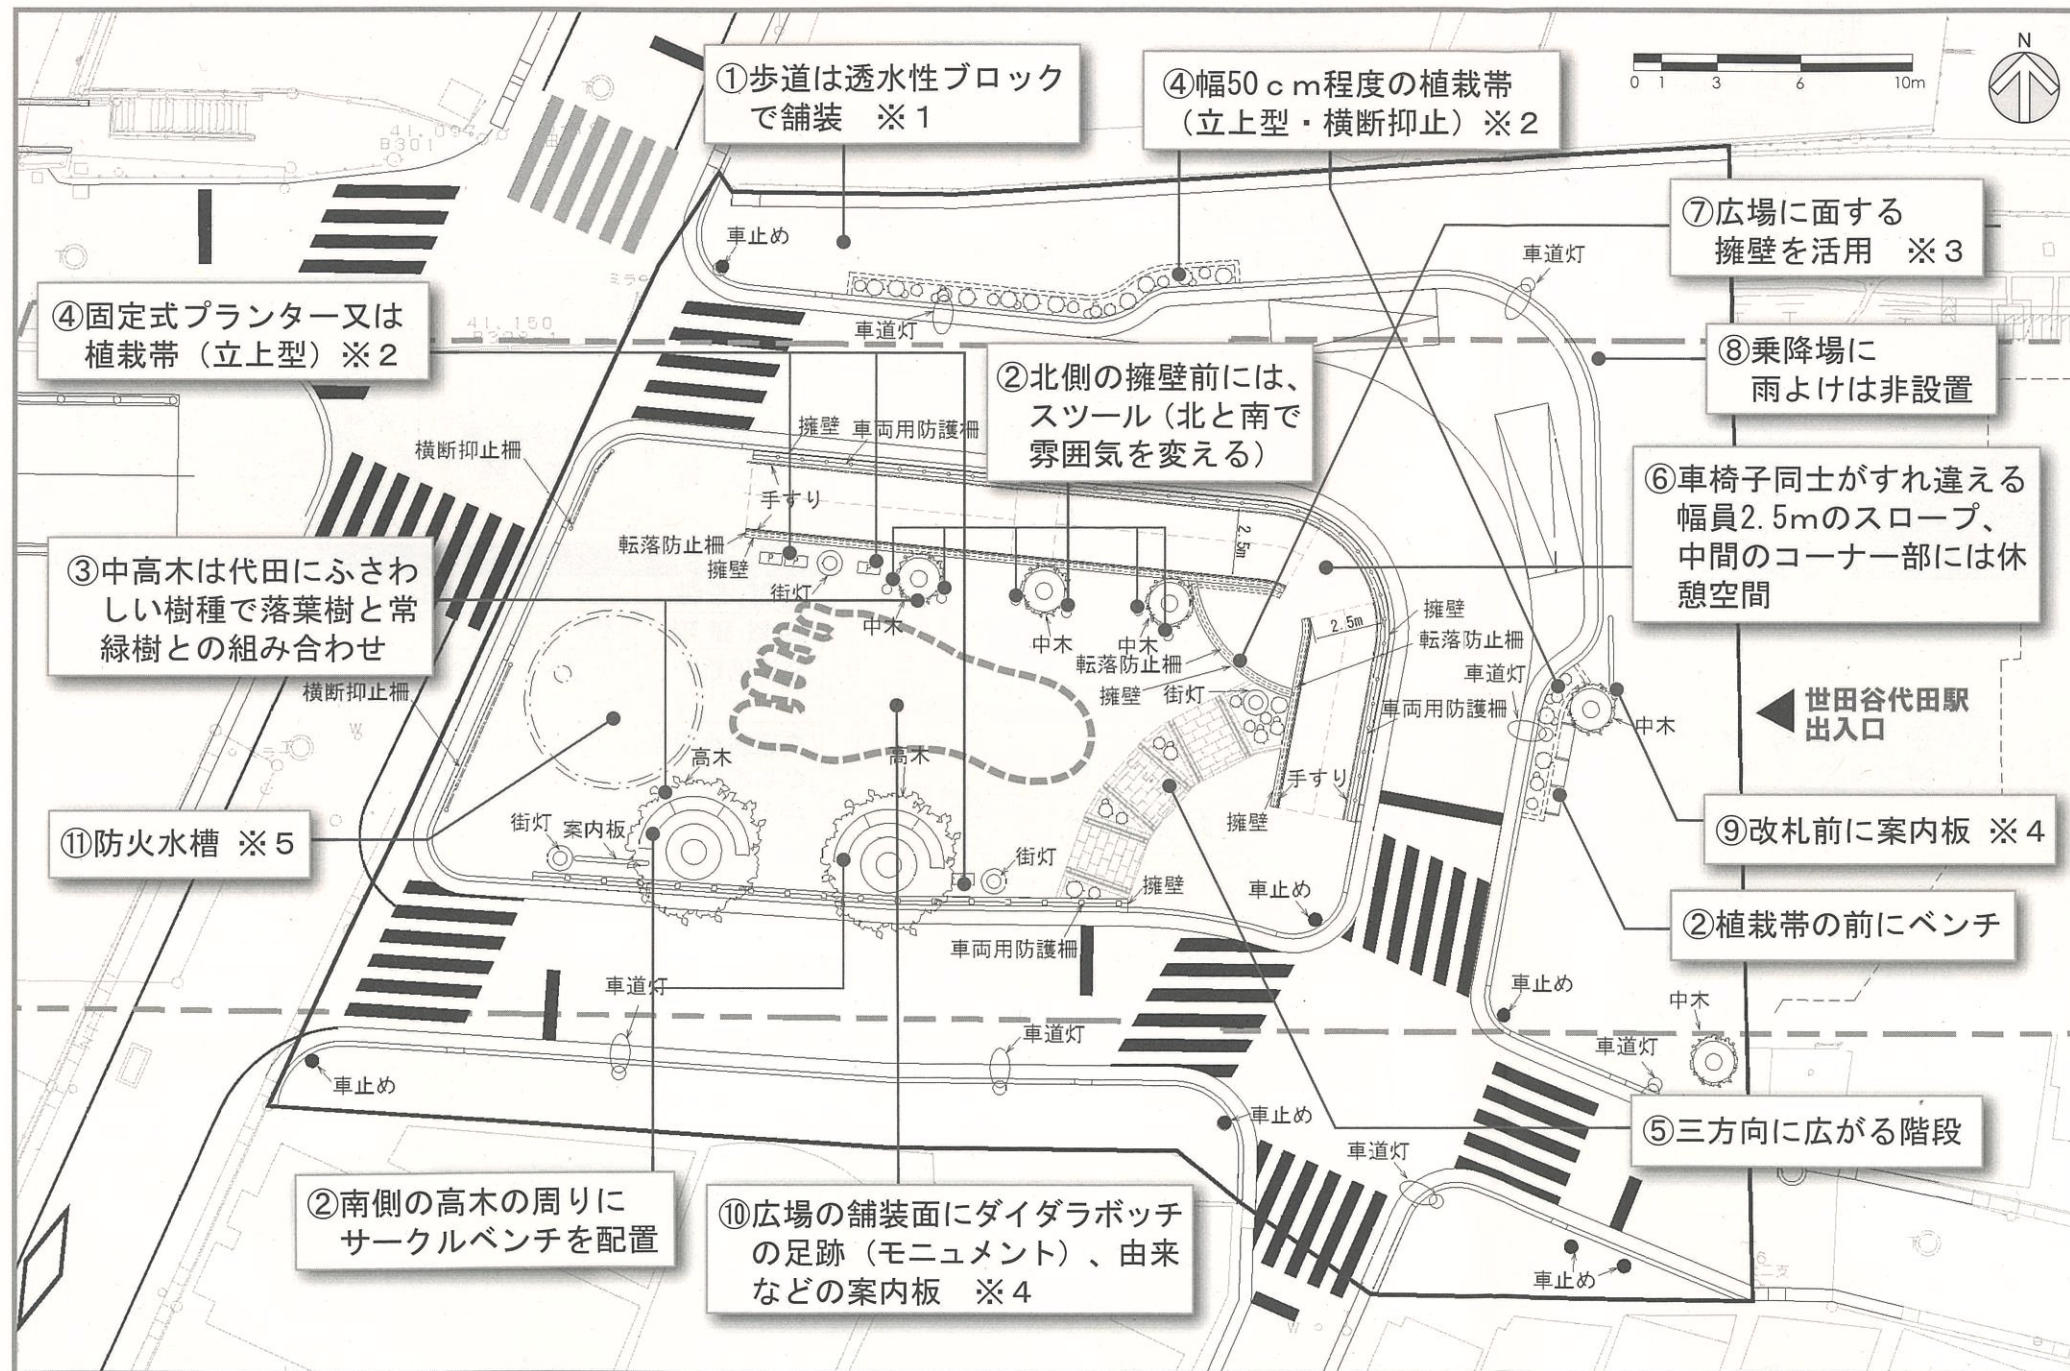 ①歩道は透水性ブロック
で舗装　※１
④幅50ｃｍ程度の植栽帯
（立上型・横断抑止）※２
0 1 3 6 10m
N
⑦広場に面する
擁壁を活用　※３
車止め
車道灯
車道灯
④固定式プランター又は
植栽帯（立上型）※２
41.150
B301
②北側の擁壁前には、
スツール（北と南で
雰囲気を変える）
⑧乗降場に
雨よけは非設置
横断抑止柵
擁壁
車両用防護柵
手すり
転落防止柵
擁壁
街灯
中木
中木
中木
2.5m
⑥車椅子同士がすれ違える
幅員2.5mのスロープ、
中間のコーナー部には休
憩空間
③中高木は代田にふさわ
しい樹種で落葉樹と常
緑樹との組み合わせ
横断抑止柵
転落防止柵
擁壁
街灯
2.5m
擁壁
転落防止柵
車両用防護柵
車道灯
中木
世田谷代田駅
出入口
高木
高木
手すり
擁壁
⑪防火水槽 ※５
街灯
案内板
街灯
擁壁
車止め
車両用防護柵
⑨改札前に案内板 ※４
②植栽帯の前にベンチ
車道灯
車道灯
車止め
中木
車道灯
車止め
車止め
車道灯
⑤三方向に広がる階段
②南側の高木の周りに
サークルベンチを配置
⑩広場の舗装面にダイダラボッチ
の足跡（モニュメント）、由来
などの案内板　※４
車止め